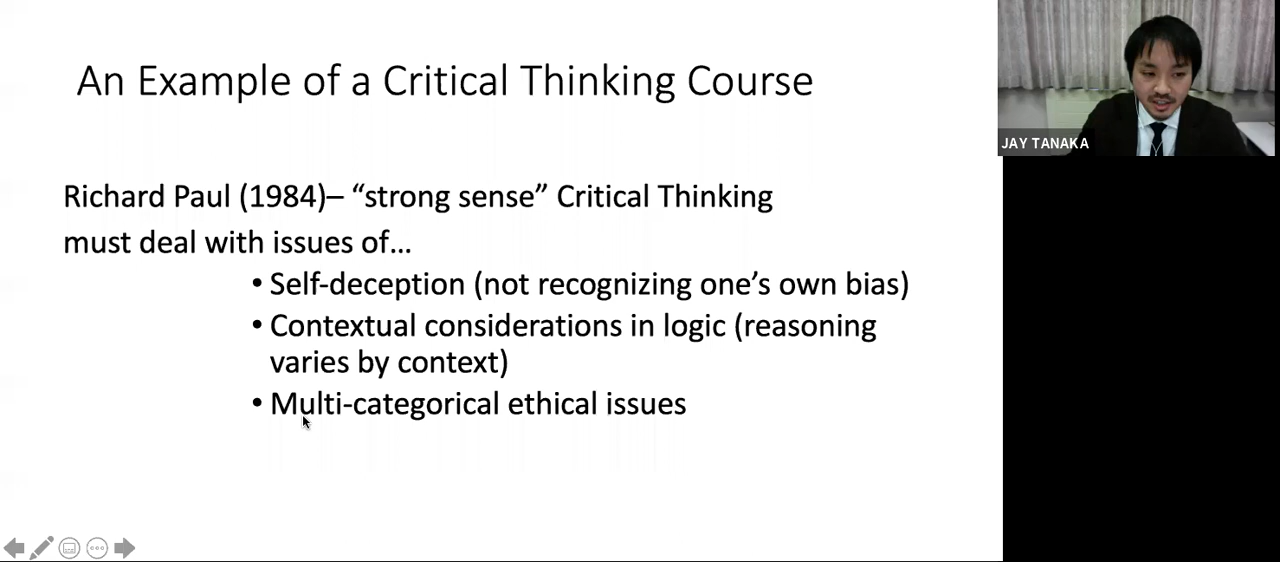 An Example of a Critical Thinking Course
JAY TANAKA
Richard Paul (1984)– “strong sense” Critical Thinking
must deal with issues of…
• Self-deception (not recognizing one’s own bias)
• Contextual considerations in logic (reasoning
varies by context)
• Multi-categorical ethical issues